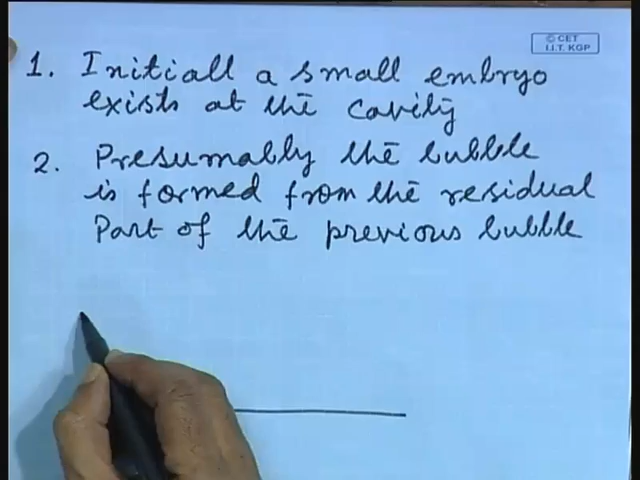 © CET
I.I.T. KGP
1. Initiall a small embryo
exists at the cavity
2. Presumally the bubble
is formed from the residual
Part of the previous bubble